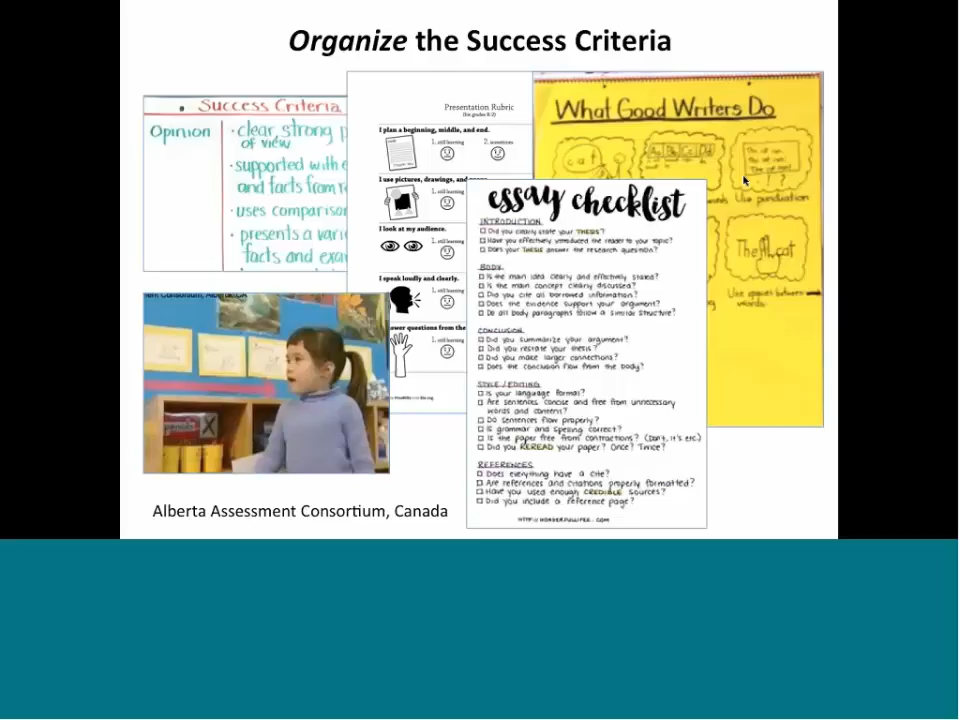 Organize the Success Criteria
Success Criteria
Opinion
• clear, strong p
of view
• supported with e
and facts from r
• uses comparison
• presents a vari
facts and exa
Presentation Rubric
(for grades K-2)
I plan a beginning, middle, and end.
1. still learning
2. sometimes
I use pictures, drawings, and
1. still learning
I look at my audience.
1. still learning
I speak loudly and clearly.
1. still learning
swer questions from the
1. still learning
What Good Writers Do
cat
Use punctuation
The cat
Use spaces between
words.
essay checklist
INTRODUCTION
Did you clearly state your THESIS?
Have you effectively introduced the reader to your topic?
Does your THESIS answer the research question?
BODY
Is the main idea clearly and effectively stated?
Is the main concept clearly discussed?
Did you cite all borrowed information?
Does the evidence support your argument?
Do all body paragraphs follow a similar structure?
CONCLUSION
Did you summarize your argument?
Did you restate your thesis?
Did you make larger connections?
Does the conclusion flow from the body?
STYLE/EDITING
Is your language formal?
Are sentences concise and free from unnecessary
words and content?
Do sentences flow properly?
Is grammar and spelling correct?
Is the paper free from contractions? (Don't, it's etc.)
Did you REREAD your paper? Once? Twice?
REFERENCES
Does everything have a cite?
Are references and citations properly formatted?
Have you used enough CREDIBLE sources?
Did you include a reference page?
Alberta Assessment Consortium, Canada